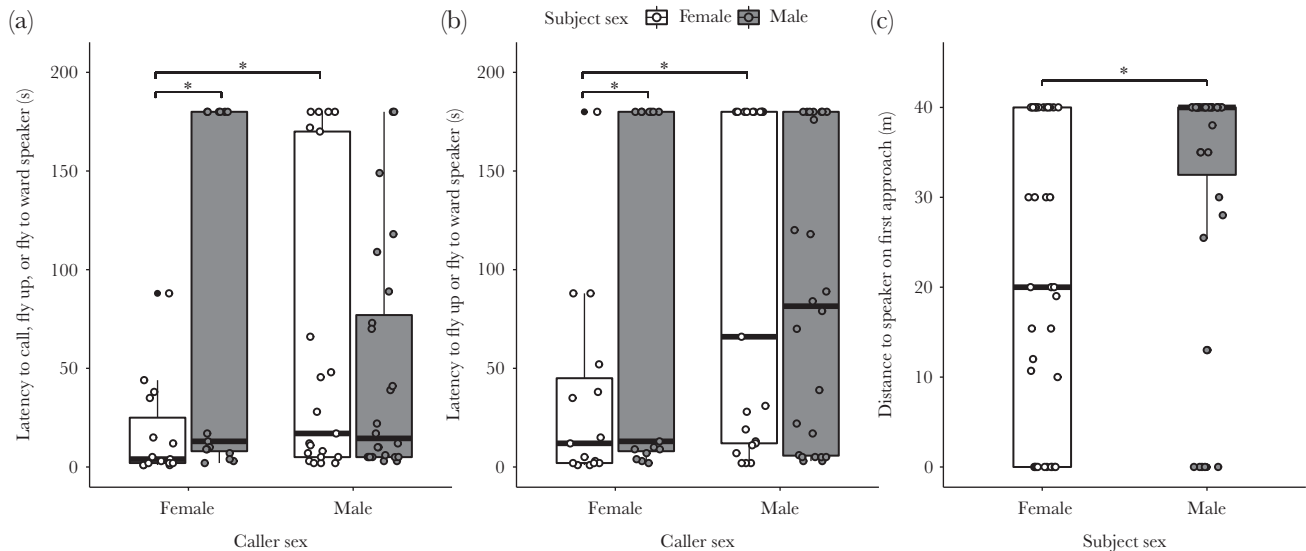 Subject sex Female Male
(a)
Latency to call, fly up, or fly to ward speaker (s)
200
150
100
50
0
*
*
Female Male
Caller sex
(b)
Latency to fly up or fly to ward speaker (s)
200
150
100
50
0
*
*
Female Male
Caller sex
(c)
Distance to speaker on first approach (m)
40
30
20
10
0
*
Female Male
Subject sex